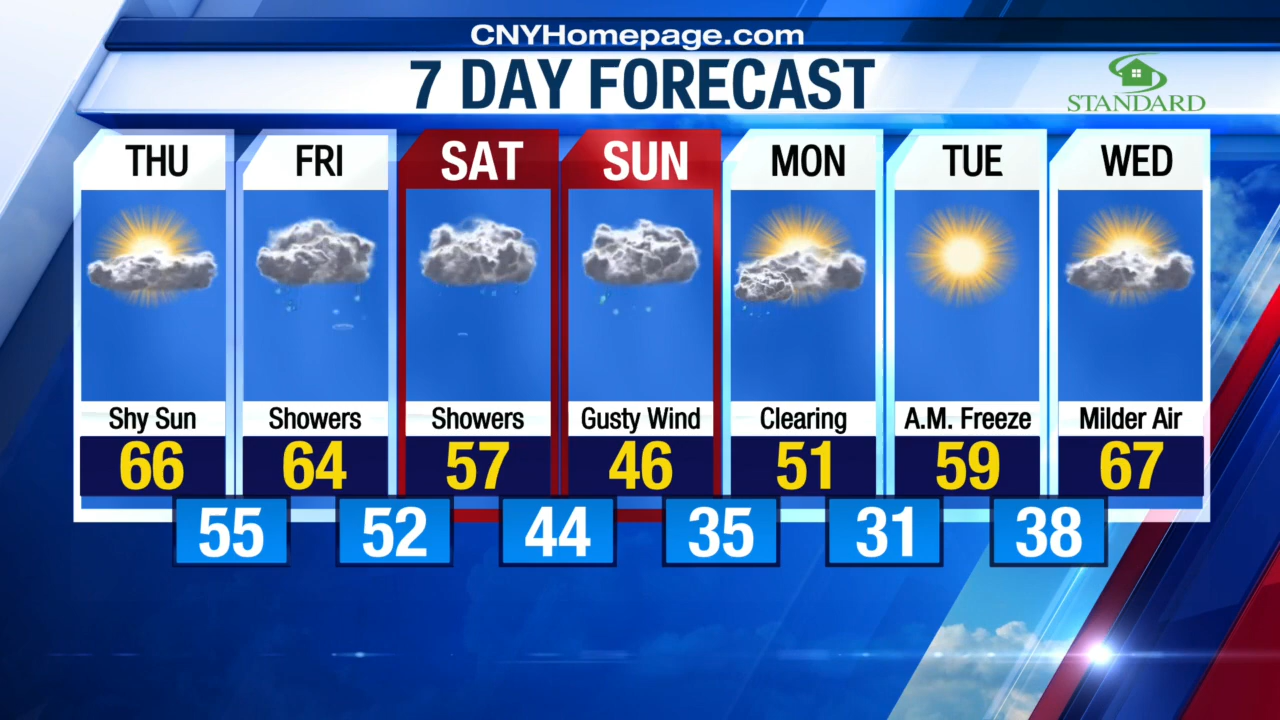 CNYHomepage.com
7 DAY FORECAST
STANDARD
THU FRI SAT SUN MON TUE WED
Shy Sun Showers Showers Gusty Wind Clearing A.M. Freeze Milder Air
66 64 57 46 51 59 67
55 52 44 35 31 38